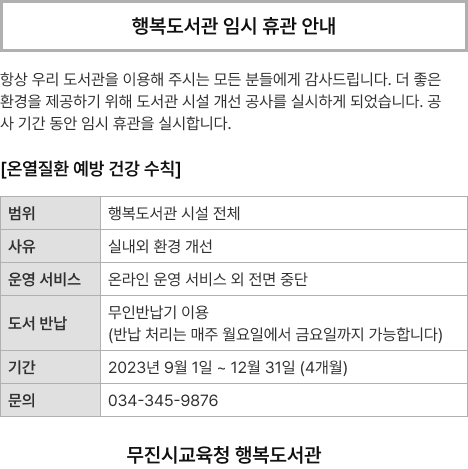 행복도서관 임시 휴관 안내
항상 우리 도서관을 이용해 주시는 모든 분들에게 감사드립니다. 더 좋은
환경을 제공하기 위해 도서관 시설 개선 공사를 실시하게 되었습니다. 공
사 기간 동안 임시 휴관을 실시합니다.
[온열질환 예방 건강 수칙]
범위 행복도서관 시설 전체
사유 실내외 환경 개선
운영 서비스 온라인 운영 서비스 외 전면 중단
도서 반납 무인반납기 이용
(반납 처리는 매주 월요일에서 금요일까지 가능합니다)
기간 2023년 9월 1일 ~ 12월 31일 (4개월)
문의 034-345-9876
무진시교육청 행복도서관